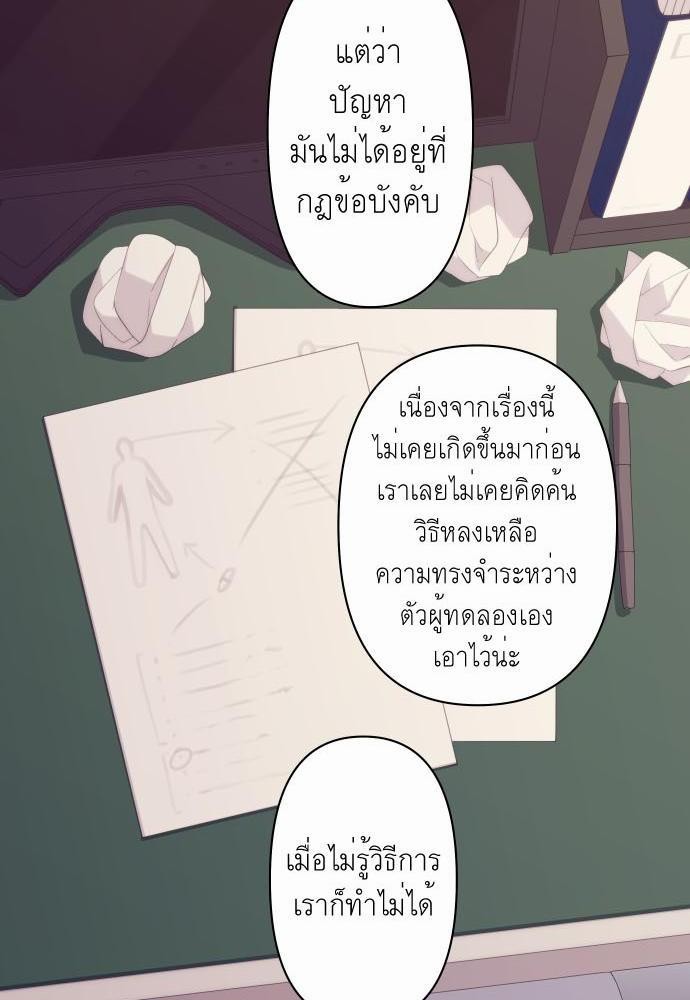 แต่ว่า
ปัญหา
มันไม่ได้อยู่ที่
กฎข้อบังคับ
เนื่องจากเรื่องนี้
ไม่เคยเกิดขึ้นมาก่อน
เราเลยไม่เคยคิดค้น
วิธีหลงเหลือ
ความทรงจำระหว่าง
ตัวผู้ทดลองเอง
เอาไว้น่ะ
เมื่อไม่รู้วิธีการ
เราก็ทำไม่ได้